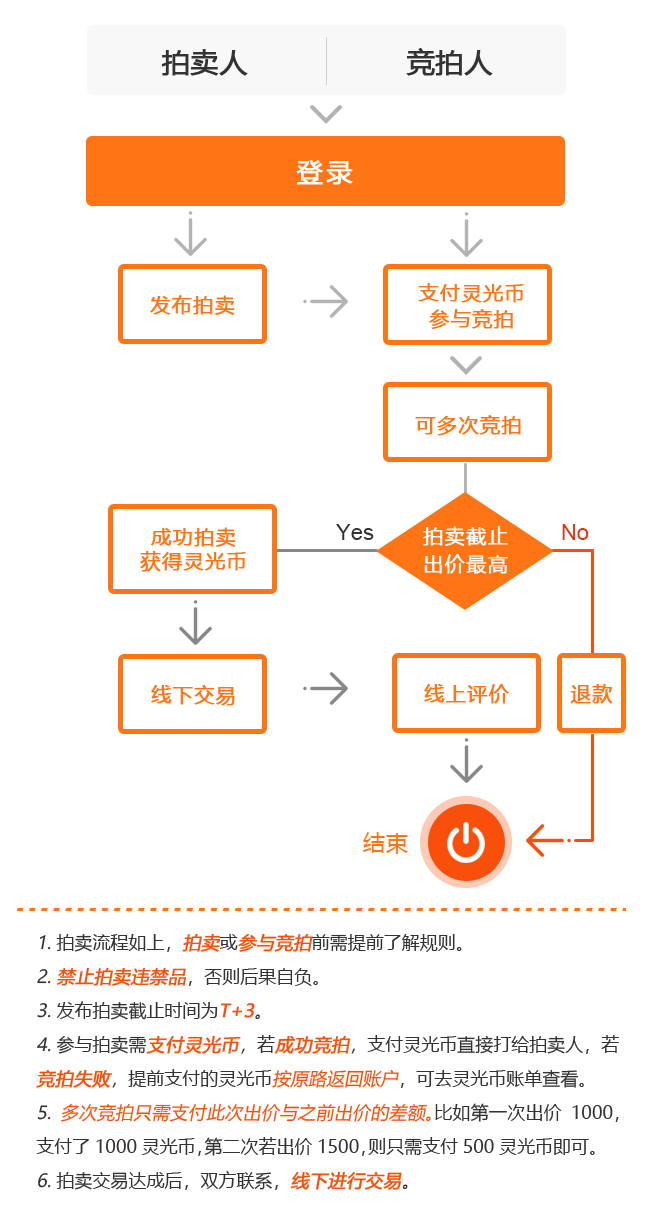 拍卖人 竞拍人
登录
发布拍卖
支付灵光币
参与竞拍
可多次竞拍
拍卖截止
出价最高
Yes
No
成功拍卖
获得灵光币
线下交易
线上评价
退款
结束
1. 拍卖流程如上，拍卖或参与竞拍前需提前了解规则。
2. 禁止拍卖违禁品，否则后果自负。
3. 发布拍卖截止时间为T+3。
4. 参与拍卖需支付灵光币，若成功竞拍，支付灵光币直接打给拍卖人，若
竞拍失败，提前支付的灵光币按原路返回账户，可去灵光币账单查看。
5. 多次竞拍只需支付此次出价与之前出价的差额。比如第一次出价 1000，
支付了 1000 灵光币，第二次若出价 1500，则只需支付 500 灵光币即可。
6. 拍卖交易达成后，双方联系，线下进行交易。